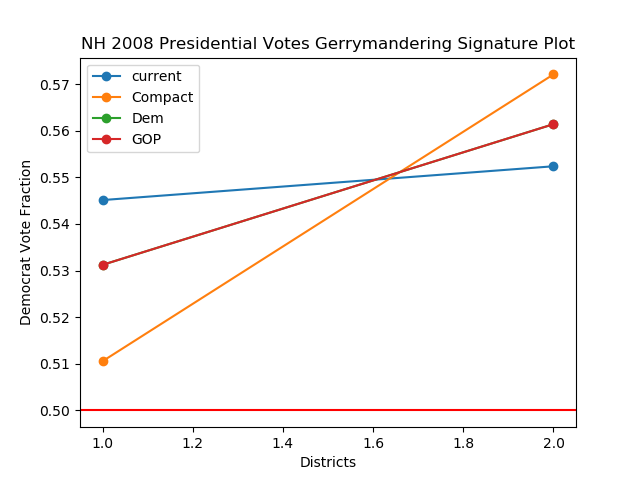 NH 2008 Presidential Votes Gerrymandering Signature Plot
current
Compact
Dem
GOP
Democrat Vote Fraction
0.57
0.56
0.55
0.54
0.53
0.52
0.51
0.50
1.0 1.2 1.4 1.6 1.8 2.0
Districts